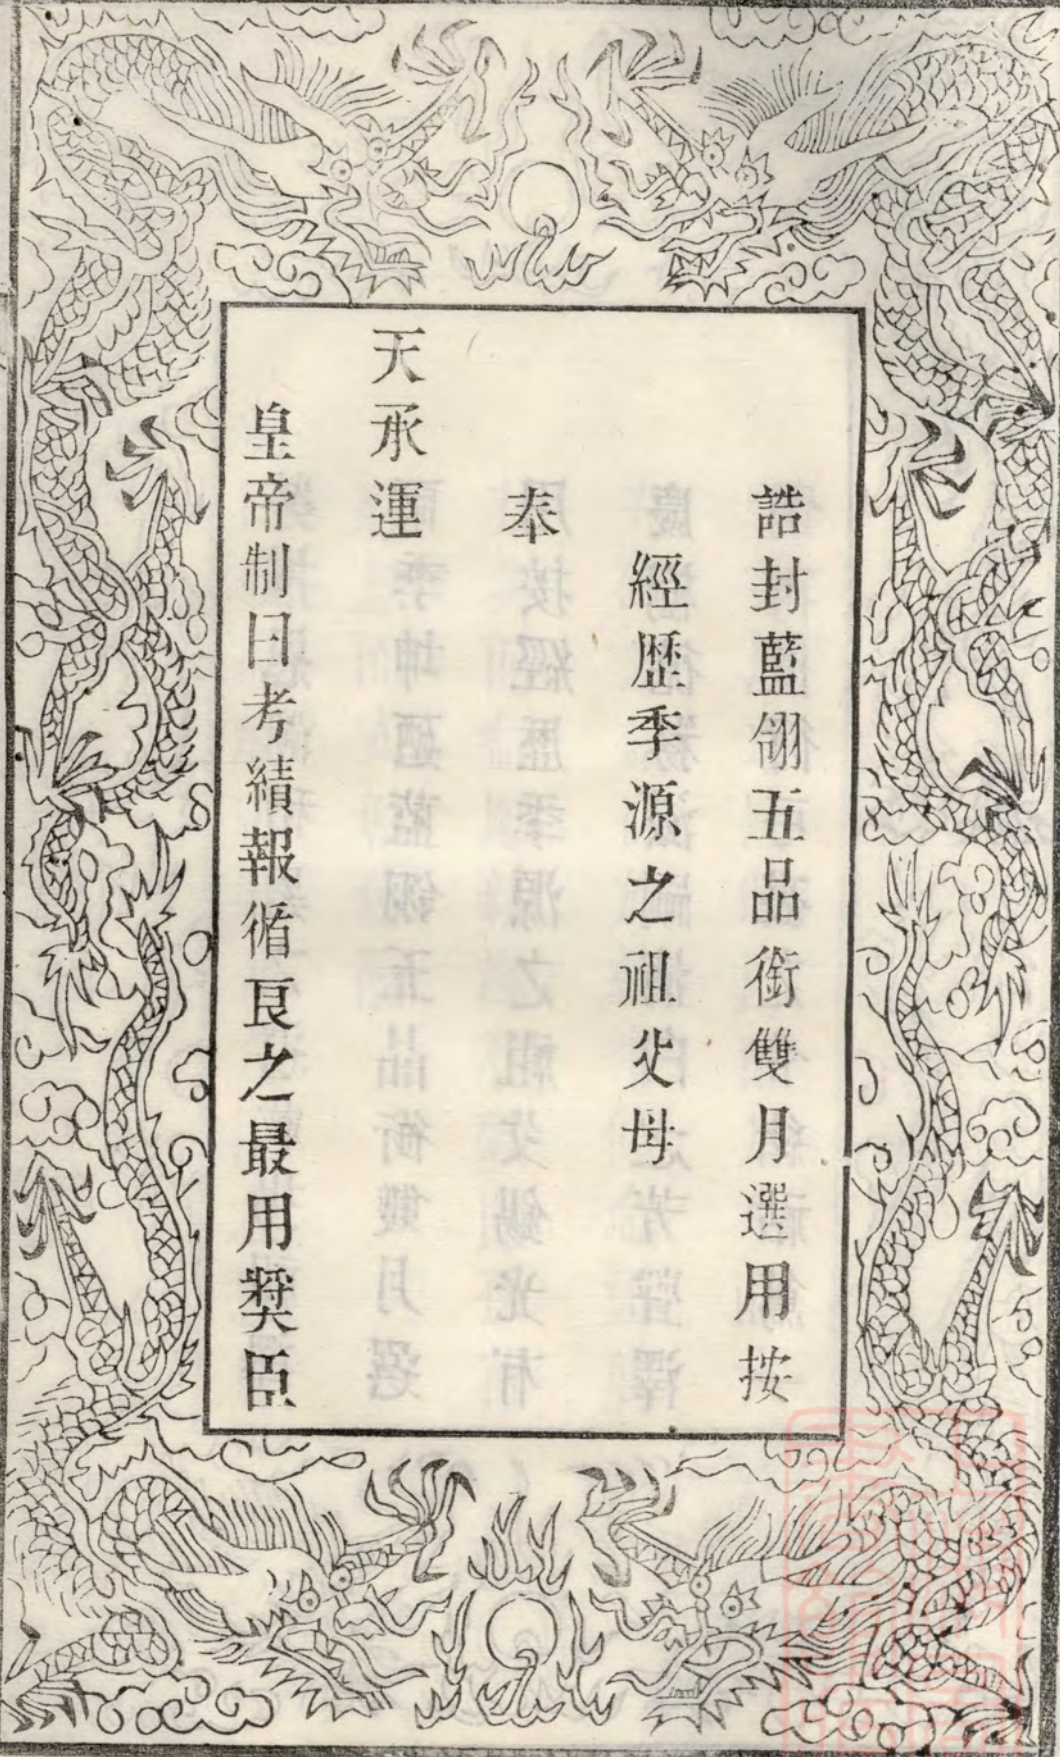 誥封藍翎五品銜雙月選用按
經歷季源之祖父母
奉
天承運
皇帝制曰考績報循良之最用奬臣